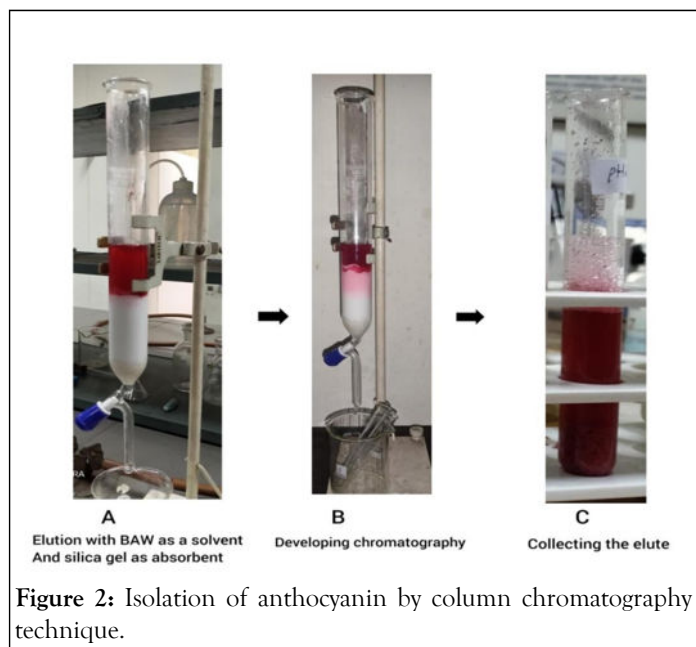 RA
pH
A
B
C
Elution with BAW as a solvent
And silica gel as absorbent
Developing chromatography
Collecting the elute
Figure 2: Isolation of anthocyanin by column chromatography
technique.